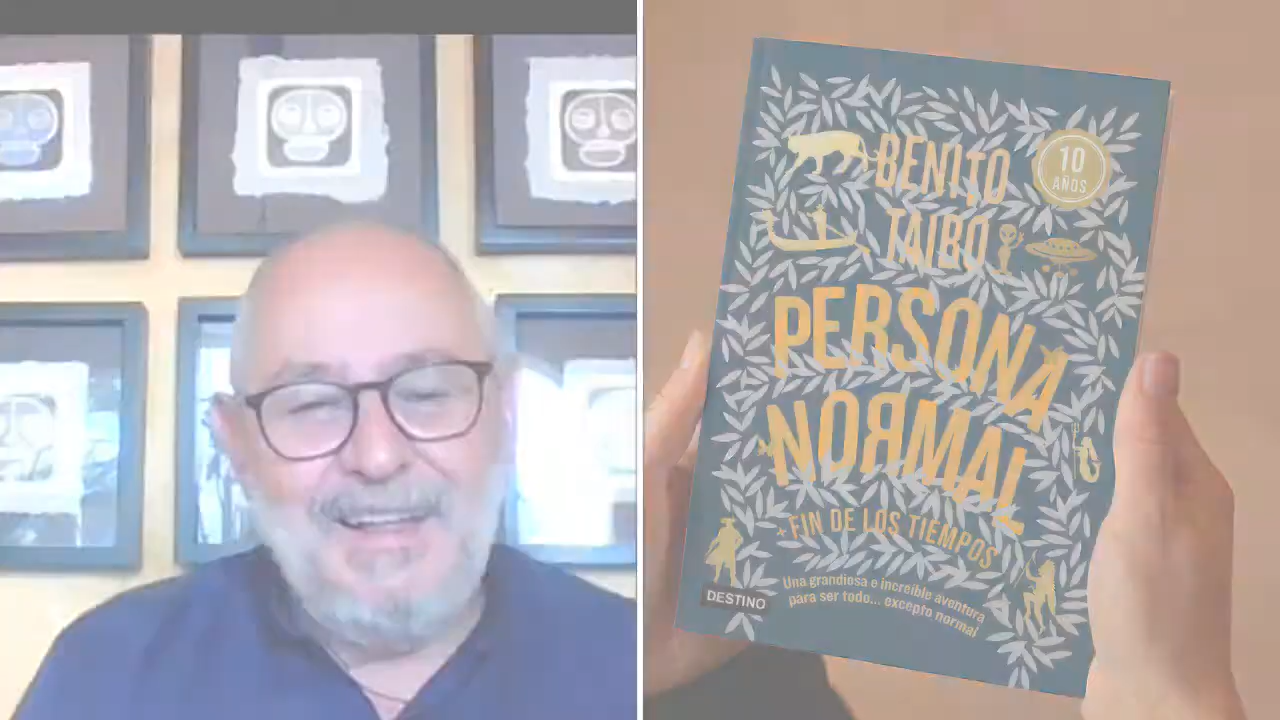 BENITO
TAIBO
10
AÑOS
PERSONA
NORMAL
+ FIN DE LOS TIEMPOS
Una grandiosa e increíble aventura
para ser todo... excepto normal
DESTINO